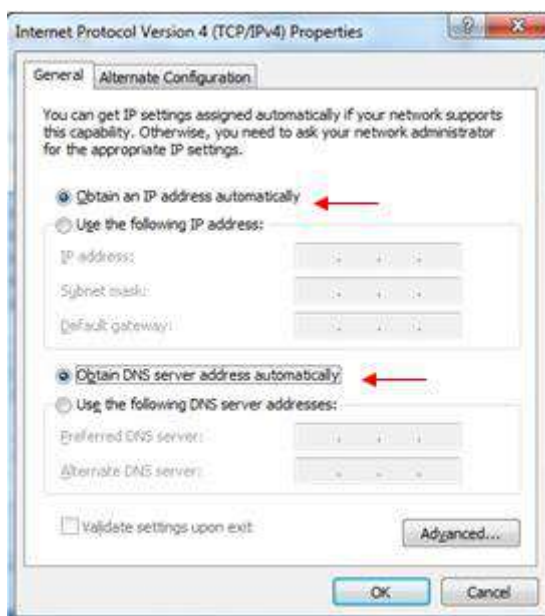 Internet Protocol Version 4 (TCP/IPv4) Properties
General
Alternate Configuration
You can get IP settings assigned automatically if your network supports
this capability. Otherwise, you need to ask your network administrator
for the appropriate IP settings.
Obtain an IP address automatically
Use the following IP address:
IP address:
Subnet mask:
Default gateway:
Obtain DNS server address automatically
Use the following DNS server addresses:
Preferred DNS server:
Alternate DNS server:
Validate settings upon exit
Advanced...
OK
Cancel